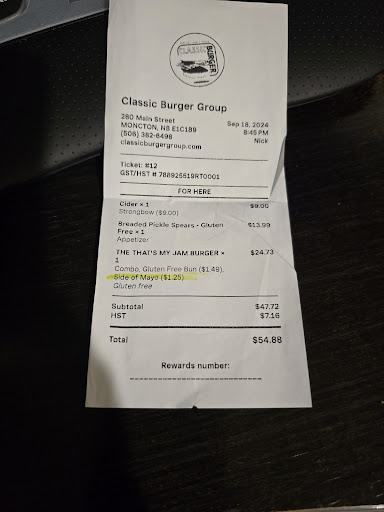 CLASSIC
BURGER
Classic Burger Group
280 Main Street
MONCTON, NB E1C1B9
(506) 382-6498
classicburgergroup.com
Sep 18, 2024
8:45 PM
Nick
Ticket: #12
GST/HST # 788925519RT0001
FOR HERE
Cider × 1 $9.00
Strongbow ($9.00)
Breaded Pickle Spears - Gluten $13.99
Free × 1
Appetizer
THE THAT'S MY JAM BURGER × $24.73
1
Combo, Gluten Free Bun ($1.49),
Side of Mayo ($1.25)
Gluten free
Subtotal $47.72
HST $7.16
Total $54.88
Rewards number: